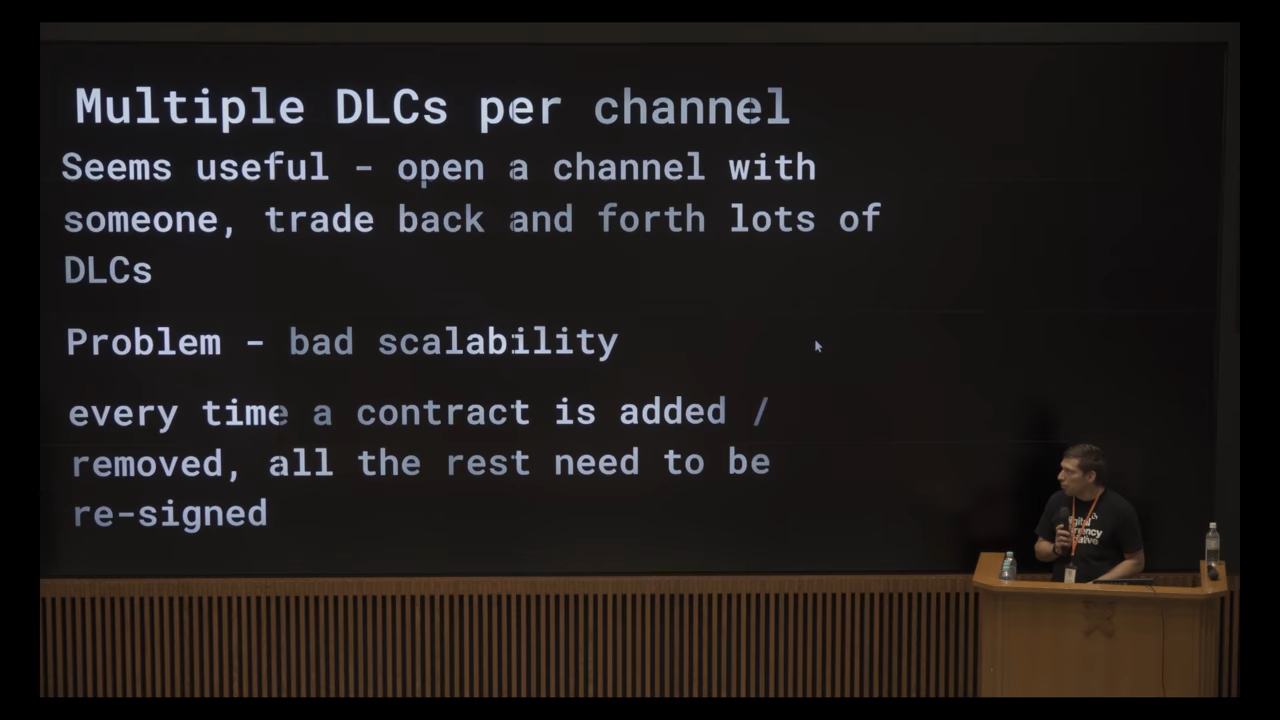 Multiple DLCs per channel
Seems useful - open a channel with
someone, trade back and forth lots of
DLCs
Problem - bad scalability
every time a contract is added /
removed, all the rest need to be
re-signed